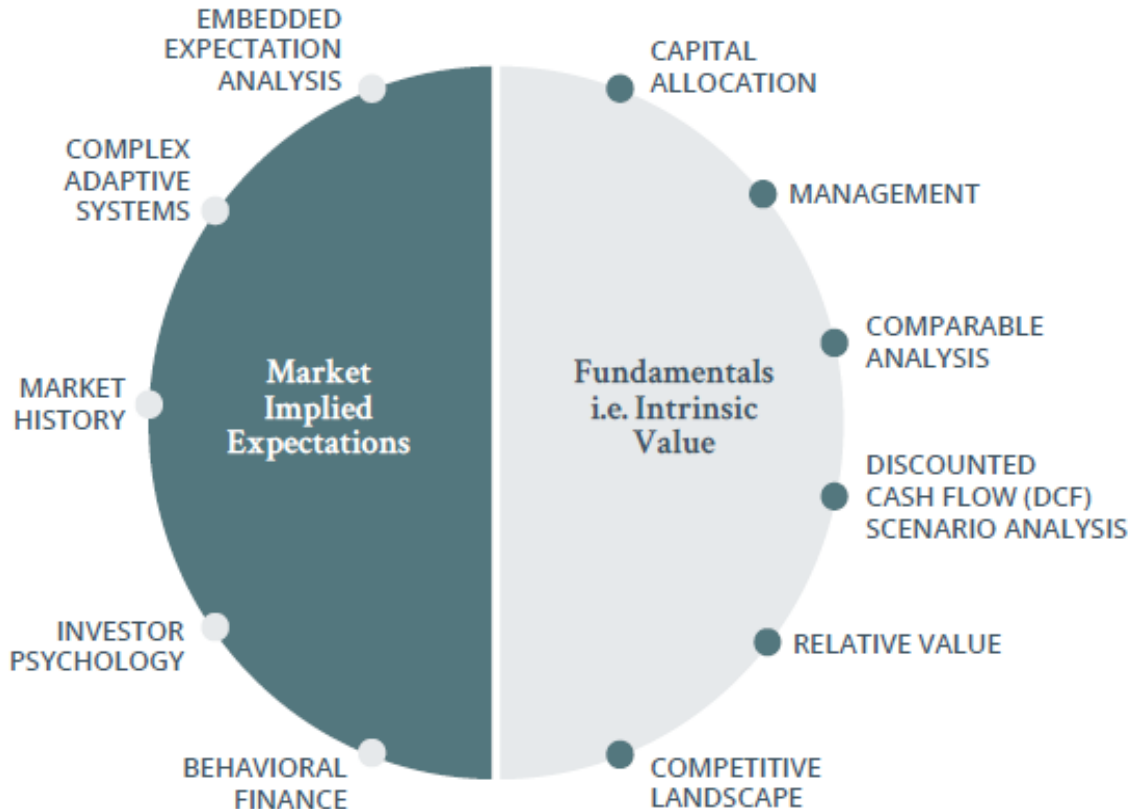 EMBEDDED
EXPECTATION
ANALYSIS
COMPLEX
ADAPTIVE
SYSTEMS
MARKET
HISTORY
INVESTOR
PSYCHOLOGY
BEHAVIORAL
FINANCE
Market
Implied
Expectations
Fundamentals
i.e. Intrinsic
Value
CAPITAL
ALLOCATION
MANAGEMENT
COMPARABLE
ANALYSIS
DISCOUNTED
CASH FLOW (DCF)
SCENARIO ANALYSIS
RELATIVE VALUE
COMPETITIVE
LANDSCAPE